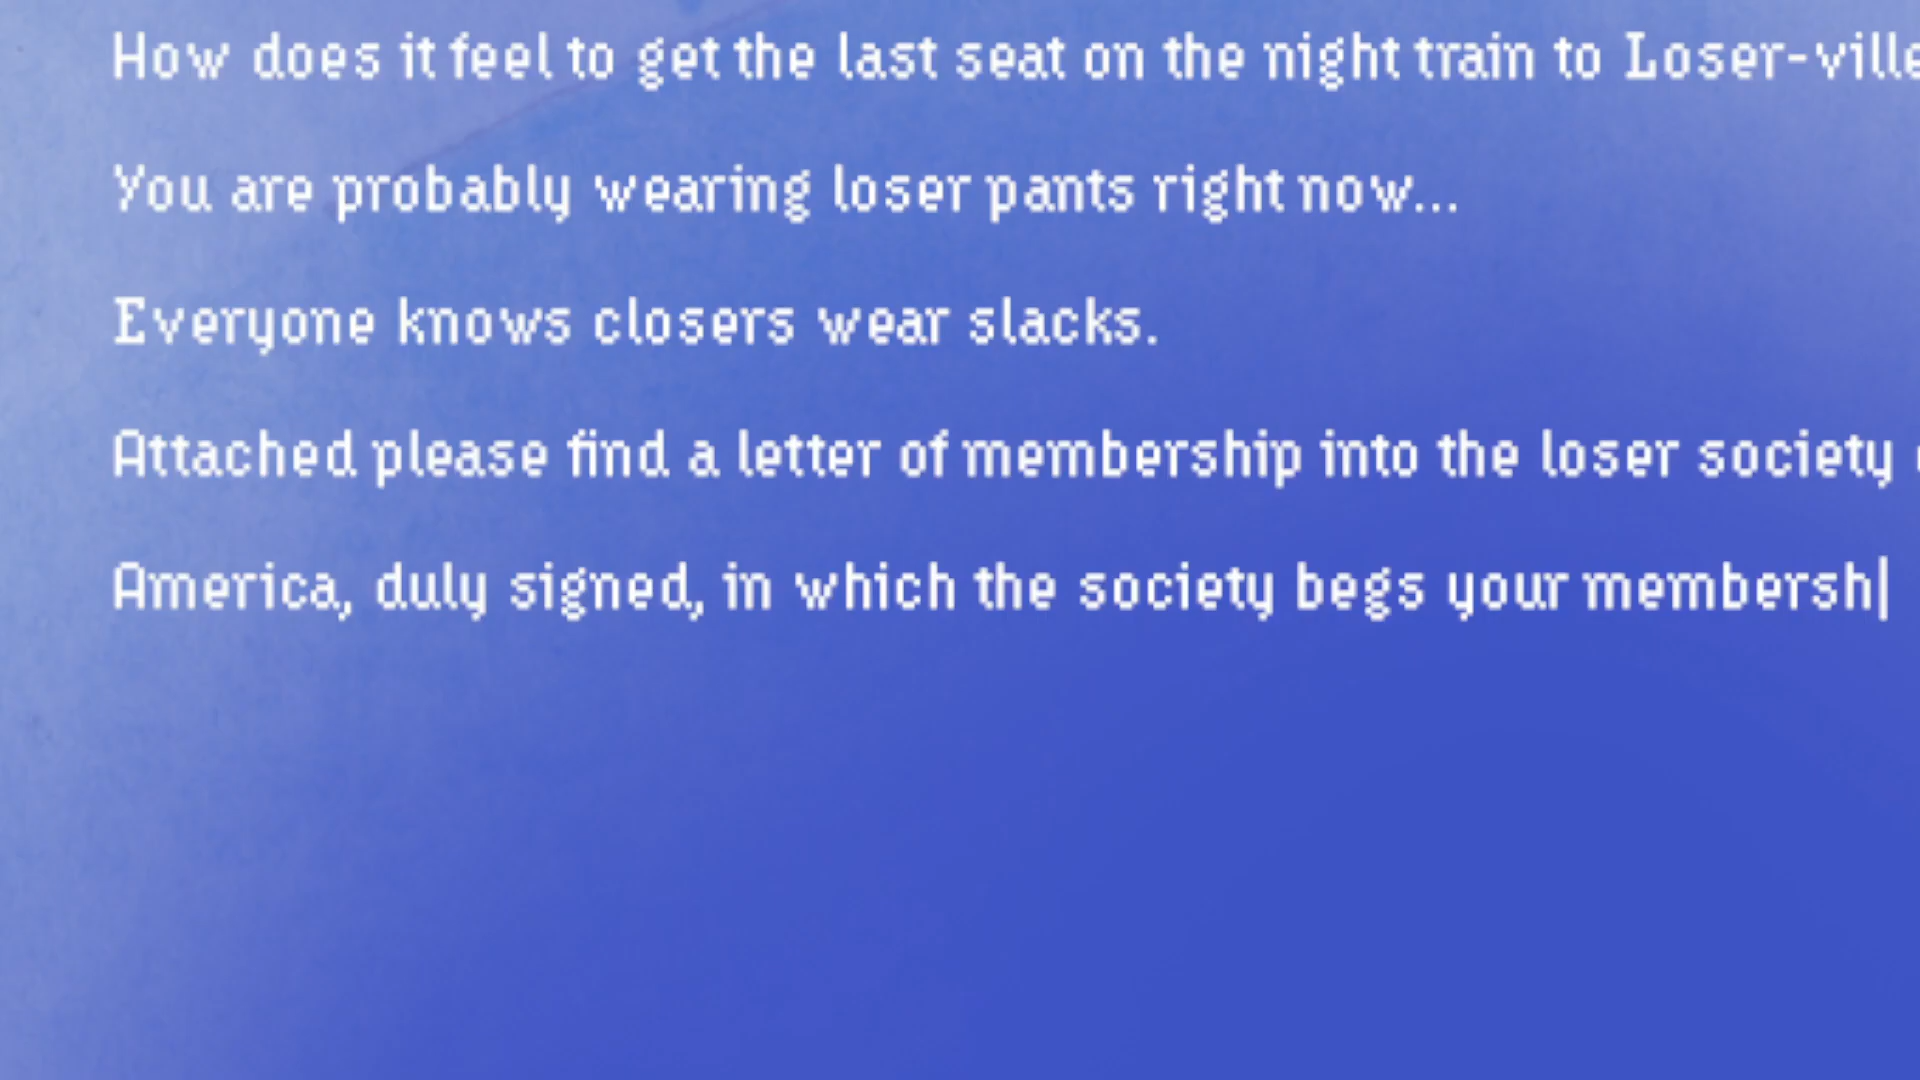 How does it feel to get the last seat on the night train to Loser-ville
You are probably wearing loser pants right now...
Everyone knows closers wear slacks.
Attached please find a letter of membership into the loser society
America, duly signed, in which the society begs your membersh|